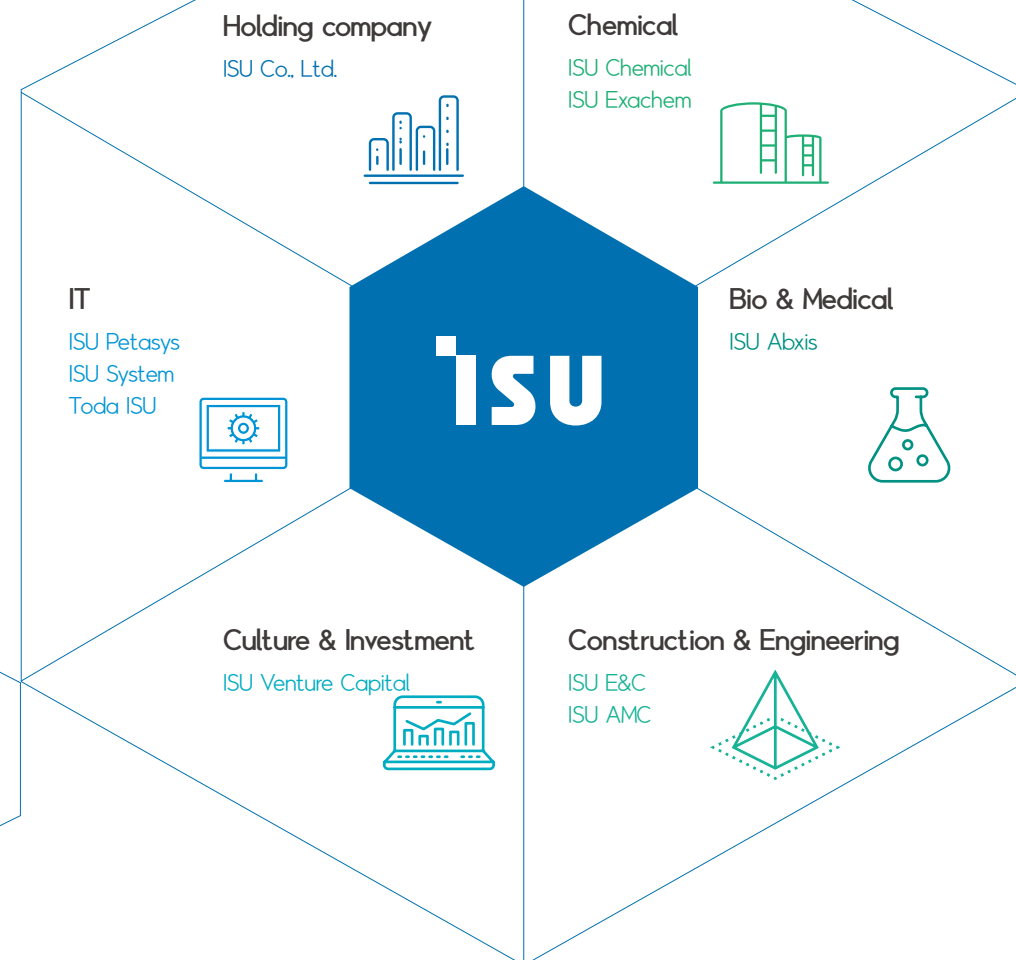 Holding company
ISU Co., Ltd.
Chemical
ISU Chemical
ISU Exachem
IT
ISU Petasys
ISU System
Toda ISU
ISU
Bio & Medical
ISU Abxis
Culture & Investment
ISU Venture Capital
Construction & Engineering
ISU E&C
ISU AMC